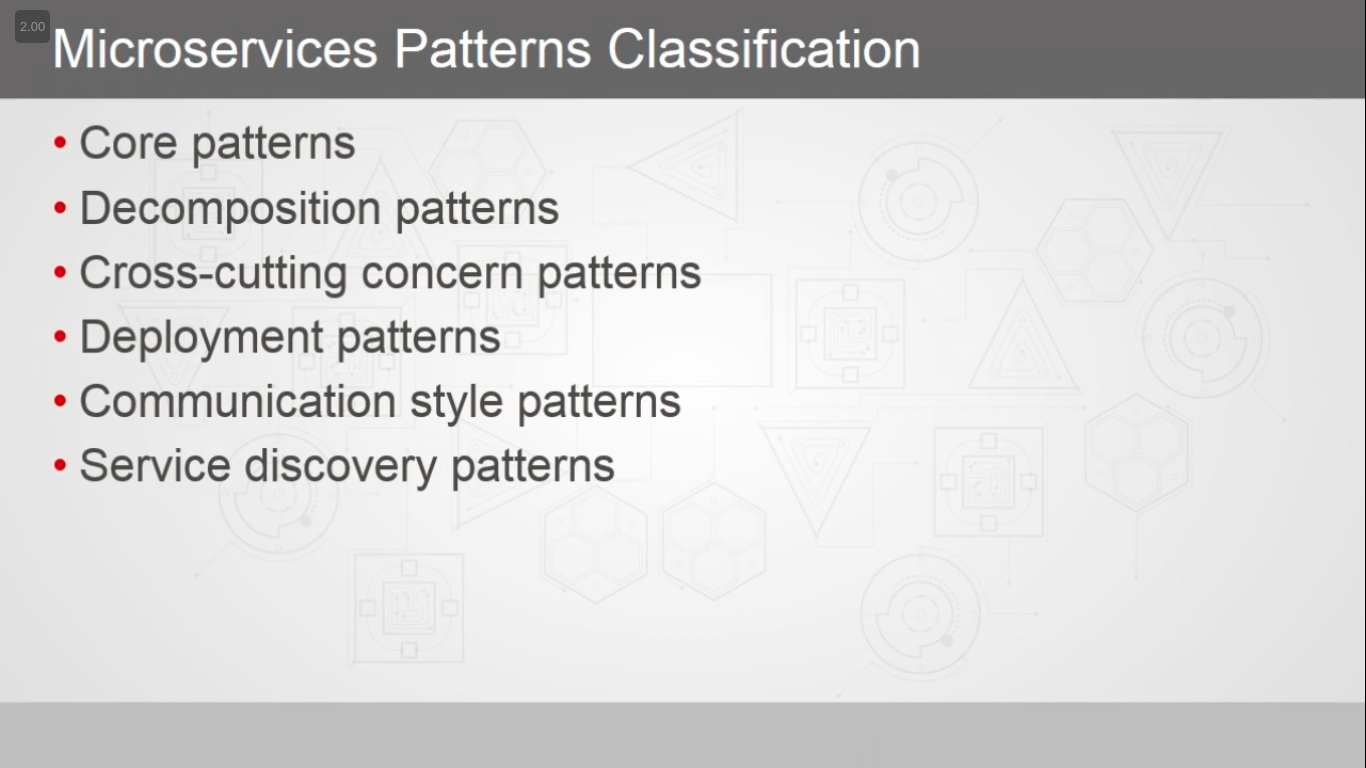 2.00
Microservices Patterns Classification
• Core patterns
• Decomposition patterns
• Cross-cutting concern patterns
• Deployment patterns
• Communication style patterns
• Service discovery patterns